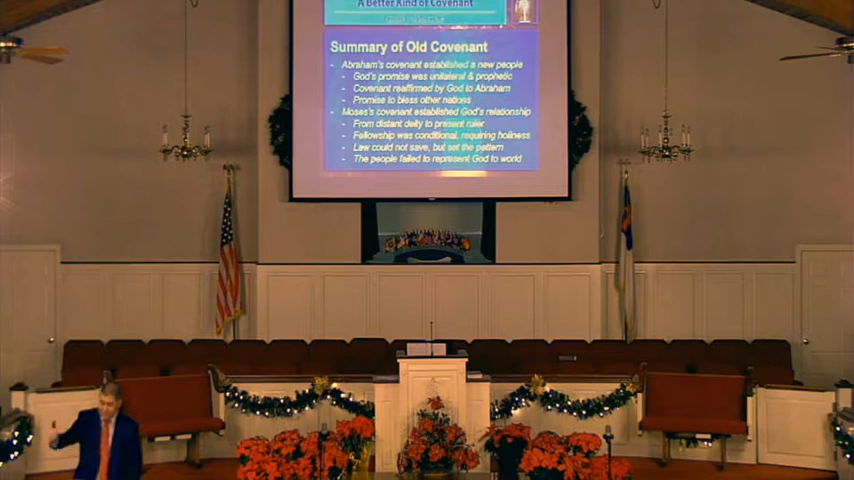 A Better Kind of Covenant
Summary of Old Covenant
- Abraham's covenant established a new people
- God's promise was unilateral & prophetic
- Covenant reaffirmed by God to Abraham
- Promise to bless other nations
- Moses's covenant established God's relationship
- From distant deity to present ruler
- Fellowship was conditional, requiring holiness
- Law could not save, but set the pattern
- The people failed to represent God to world